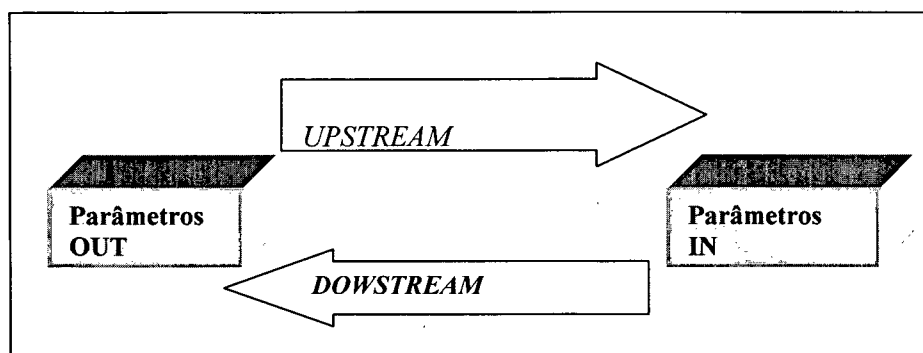 UPSTREAM
Parâmetros
OUT
Parâmetros
IN
DOWSTREAM